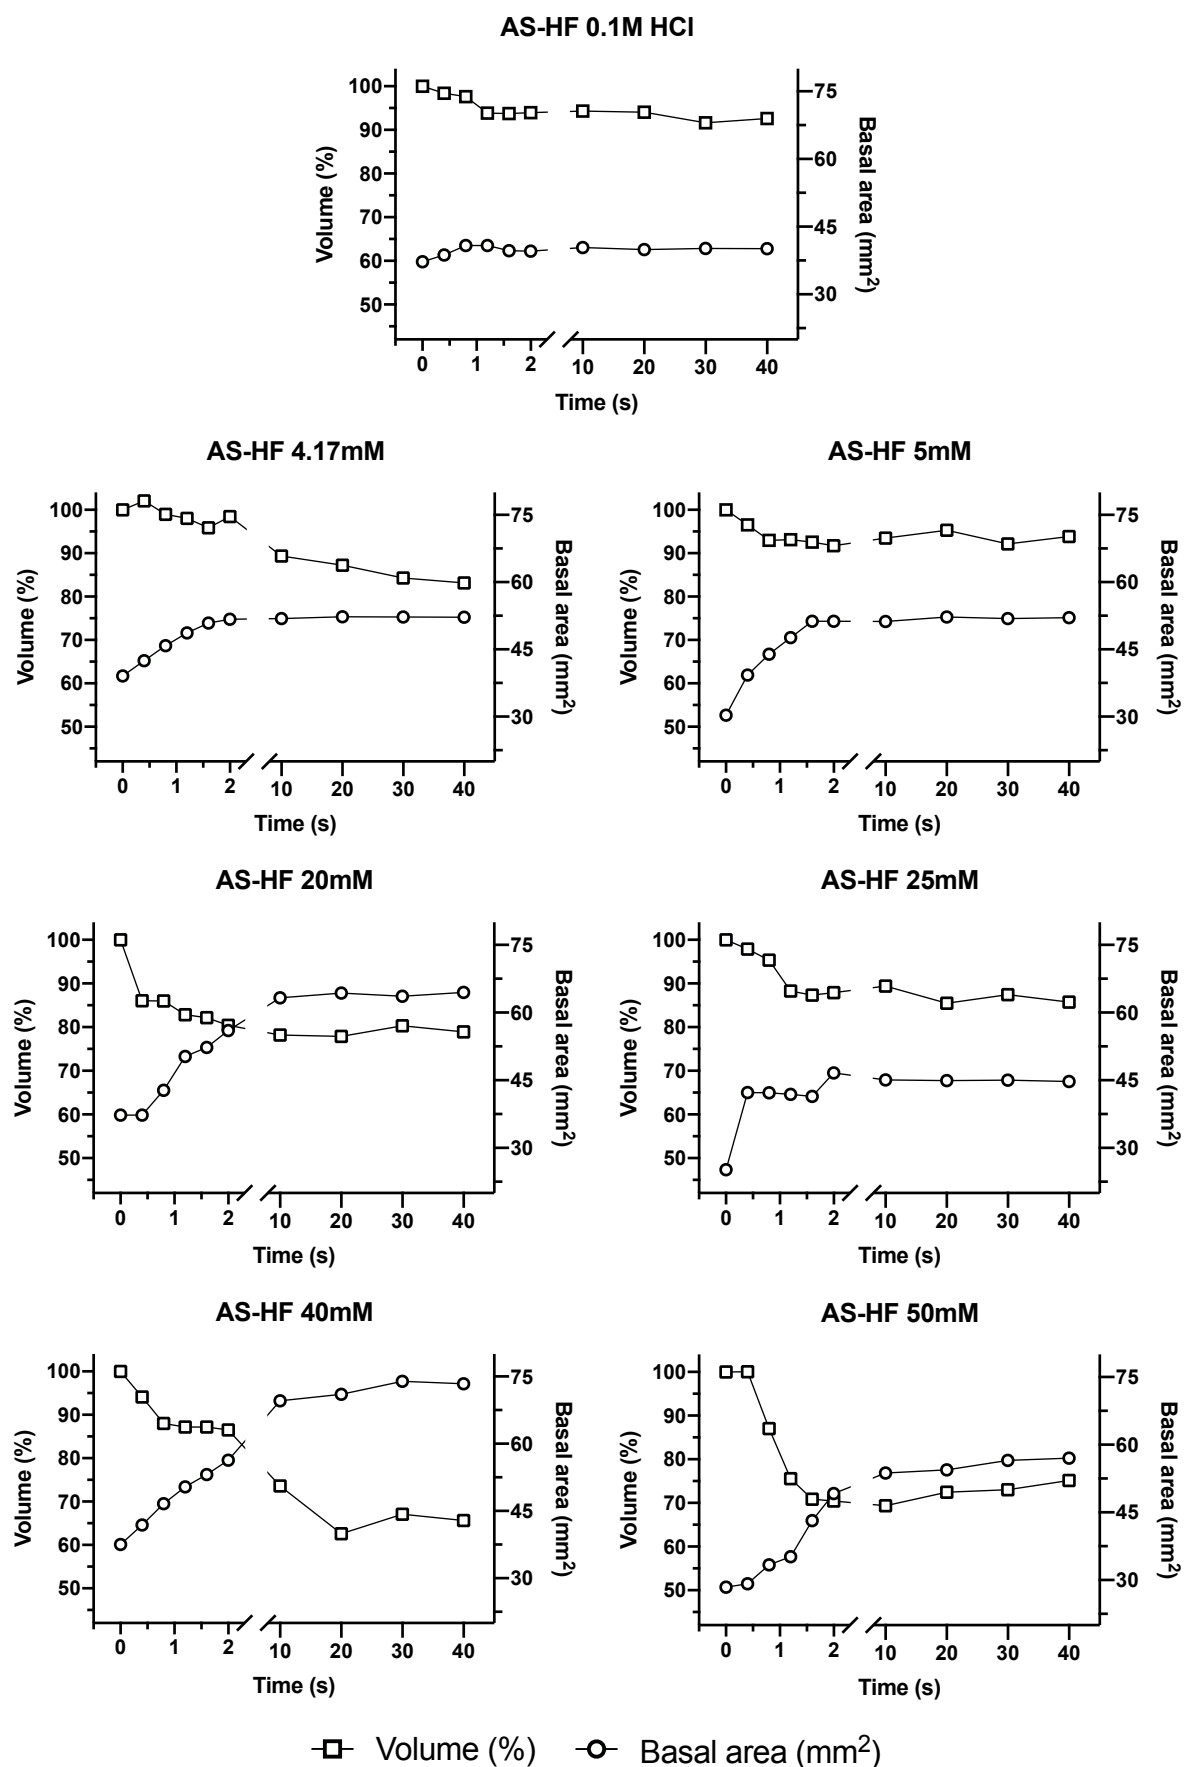 AS-HF 0.1M HCl
100
90
80
70
60
50
Volume (%)
75
60
45
30
Basal area (mm²)
0 1 2 10 20 30 40
Time (s)
AS-HF 4.17mM
100
90
80
70
60
50
Volume (%)
75
60
45
30
Basal area (mm²)
0 1 2 10 20 30 40
Time (s)
AS-HF 5mM
100
90
80
70
60
50
Volume (%)
75
60
45
30
Basal area (mm²)
0 1 2 10 20 30 40
Time (s)
AS-HF 20mM
100
90
80
70
60
50
Volume (%)
75
60
45
30
Basal area (mm²)
0 1 2 10 20 30 40
Time (s)
AS-HF 25mM
100
90
80
70
60
50
Volume (%)
75
60
45
30
Basal area (mm²)
0 1 2 10 20 30 40
Time (s)
AS-HF 40mM
100
90
80
70
60
50
Volume (%)
75
60
45
30
Basal area (mm²)
0 1 2 10 20 30 40
Time (s)
AS-HF 50mM
100
90
80
70
60
50
Volume (%)
75
60
45
30
Basal area (mm²)
0 1 2 10 20 30 40
Time (s)
Volume (%) Basal area (mm²)